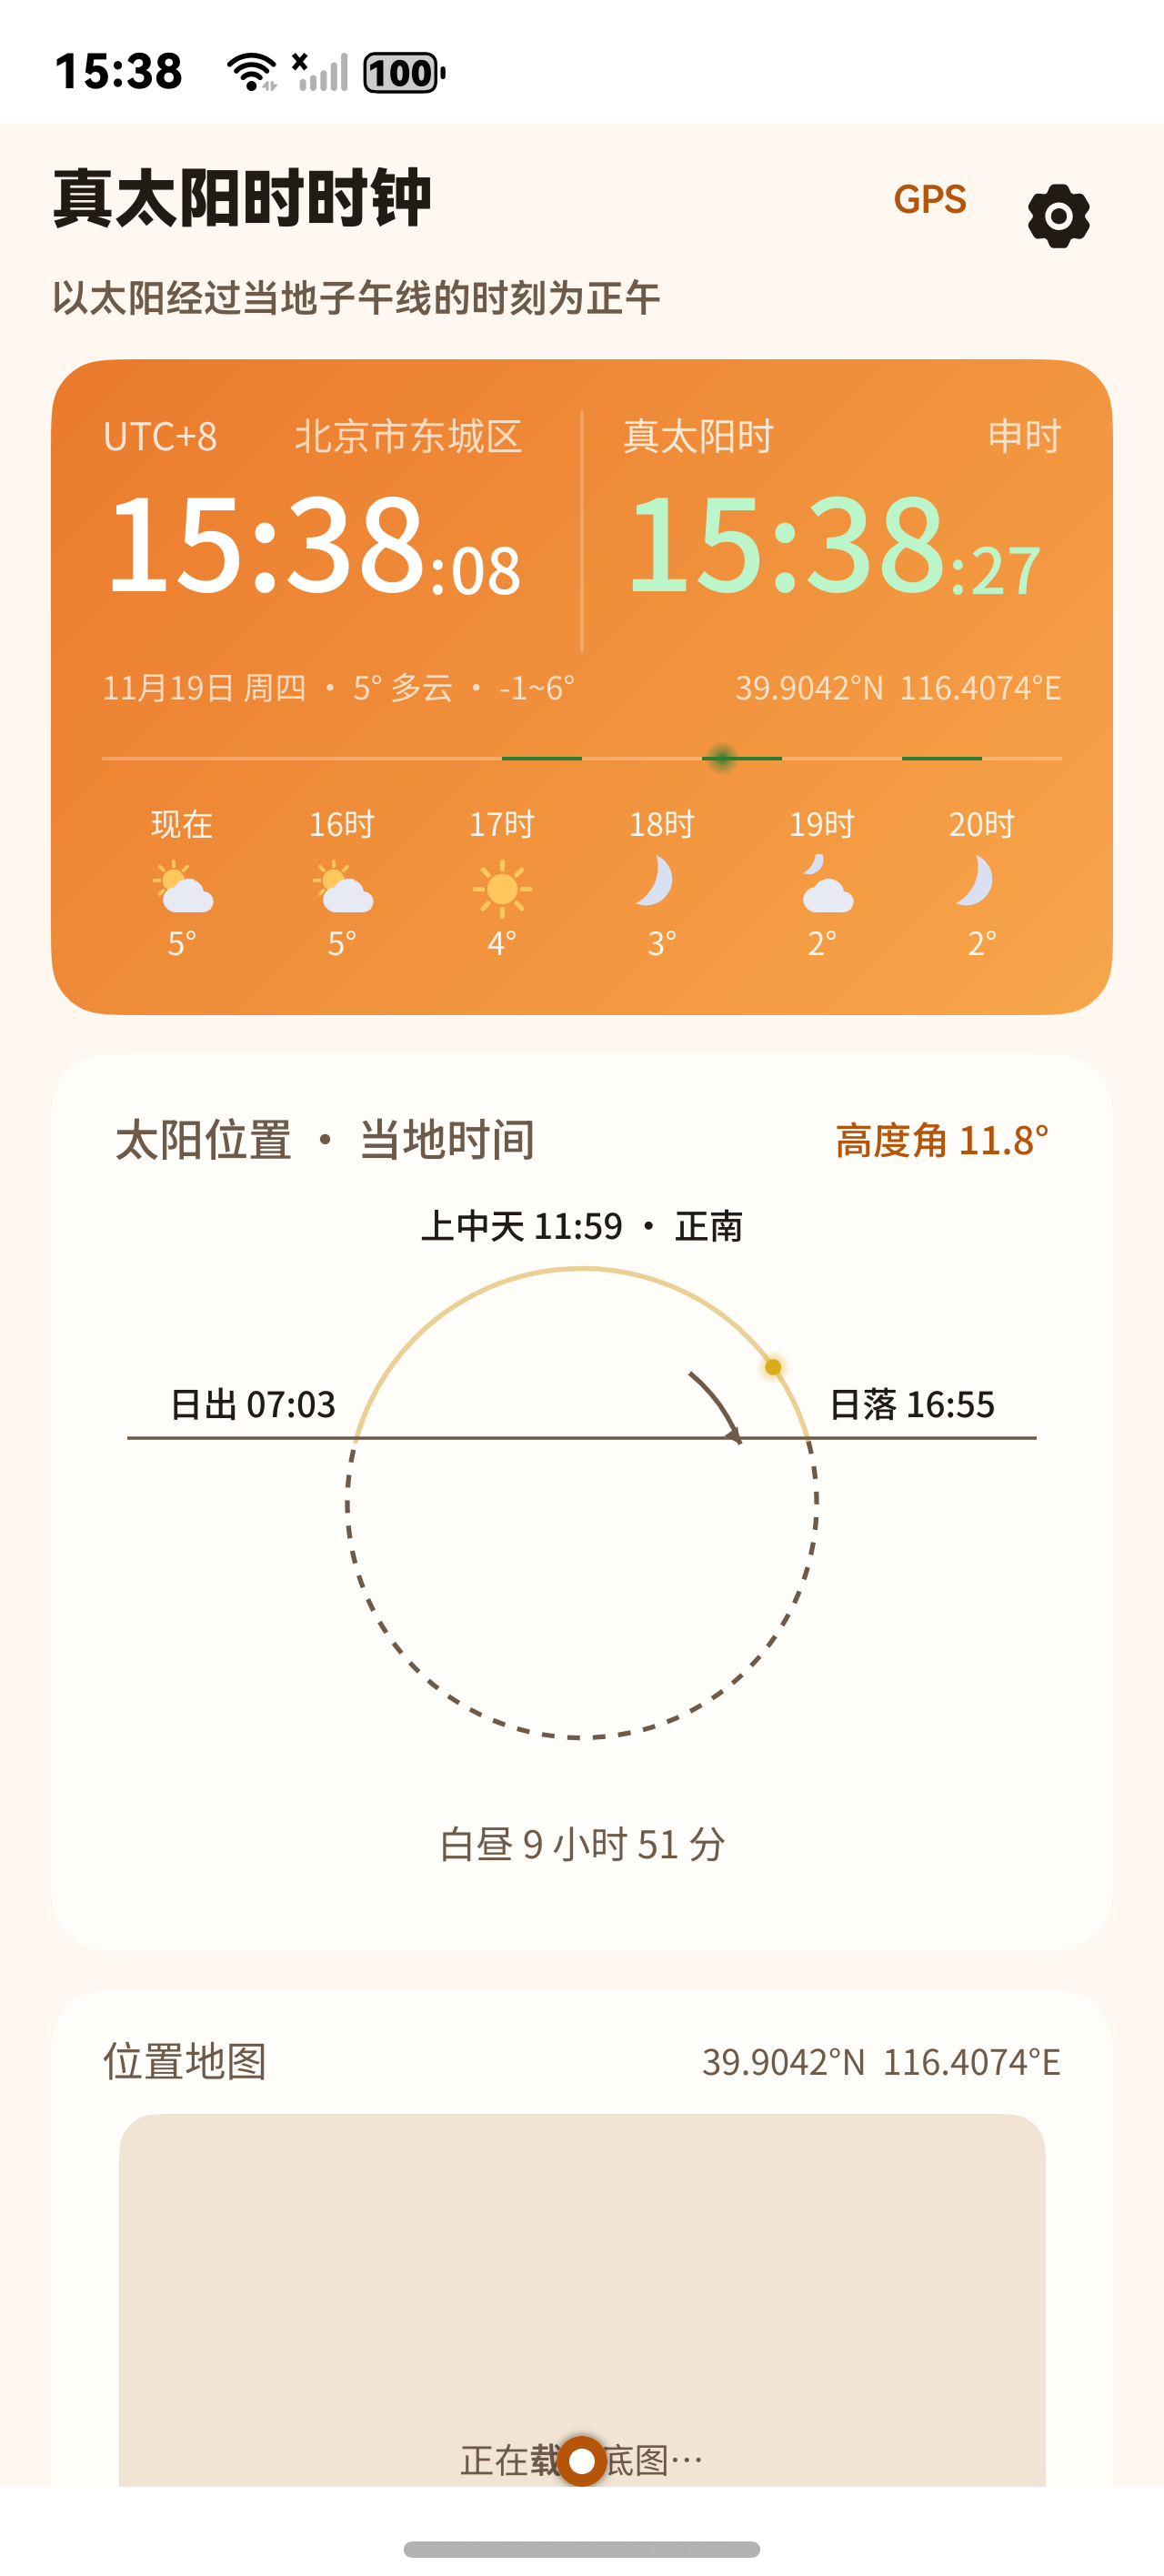 15:38 100
真太阳时时钟 GPS
以太阳经过当地子午线的时刻为正午
UTC+8 北京市东城区 真太阳时 申时
15:38:08 15:38:27
11月19日 周四 · 5° 多云 · -1~6° 39.9042°N 116.4074°E
现在 16时 17时 18时 19时 20时
5° 5° 4° 3° 2° 2°
太阳位置 · 当地时间 高度角 11.8°
上中天 11:59 · 正南
日出 07:03 日落 16:55
白昼 9 小时 51 分
位置地图 39.9042°N 116.4074°E
正在载底图…